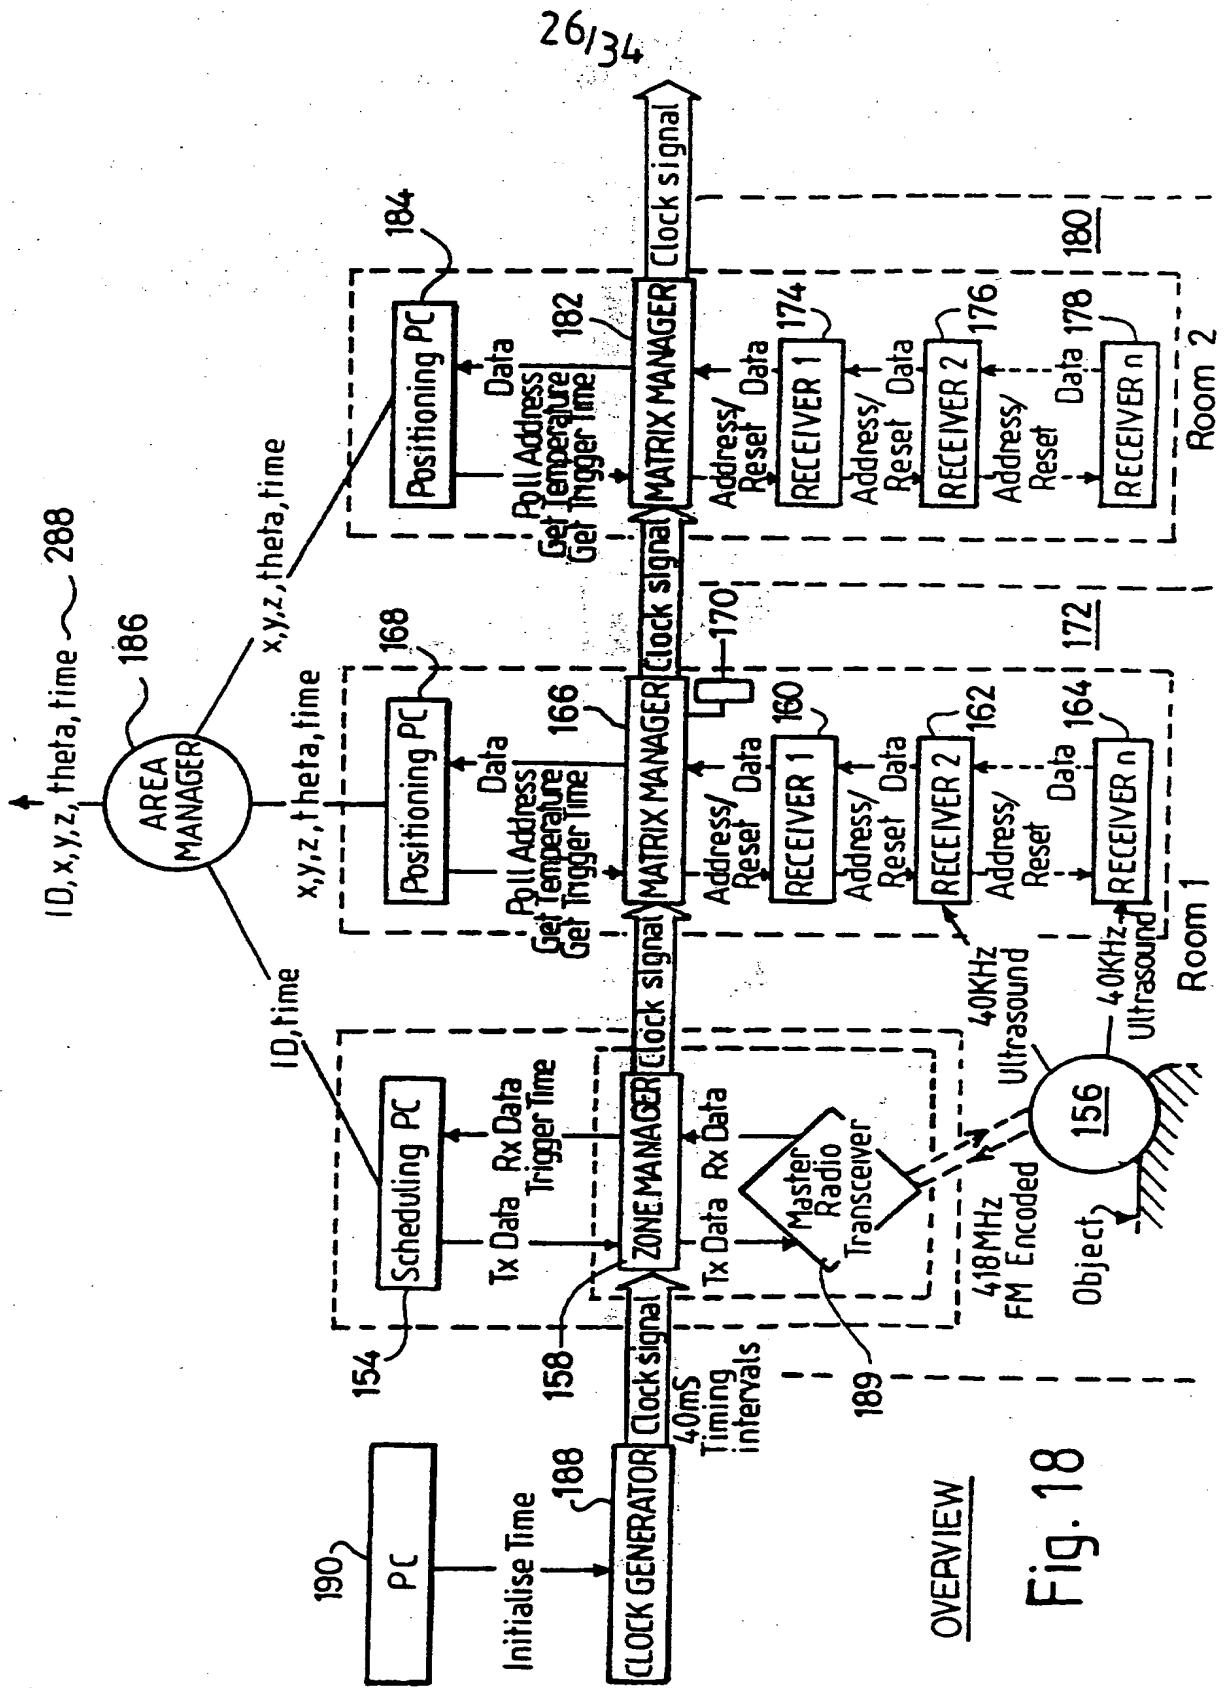 26/34
ID, x,y,z, theta, time
288
AREA
MANAGER
186
ID, time
x,y,z, theta, time
x,y,z, theta, time
190
PC
Initialise Time
CLOCK GENERATOR
188
Clock signal
40mS
Timing
intervals
154
Scheduling PC
Tx Data
Rx Data
Trigger Time
158
ZONE MANAGER
Tx Data
Rx Data
Master
Radio
Transceiver
189
Clock signal
418MHz
FM Encoded
Object
156
40KHz
Ultrasound
40KHz
Ultrasound
168
Positioning PC
Poll Address
Get Temperature
Get Trigger Time
Data
166
MATRIX MANAGER
Clock signal
170
Address/
Reset
Data
160
RECEIVER 1
Address/
Reset
Data
162
RECEIVER 2
Address/
Reset
Data
164
RECEIVER n
172
Room 1
184
Positioning PC
Poll Address
Get Temperature
Get Trigger Time
Data
182
MATRIX MANAGER
Clock signal
Address/
Reset
Data
174
RECEIVER 1
Address/
Reset
Data
176
RECEIVER 2
Address/
Reset
Data
178
RECEIVER n
180
Room 2
OVERVIEW
Fig. 18